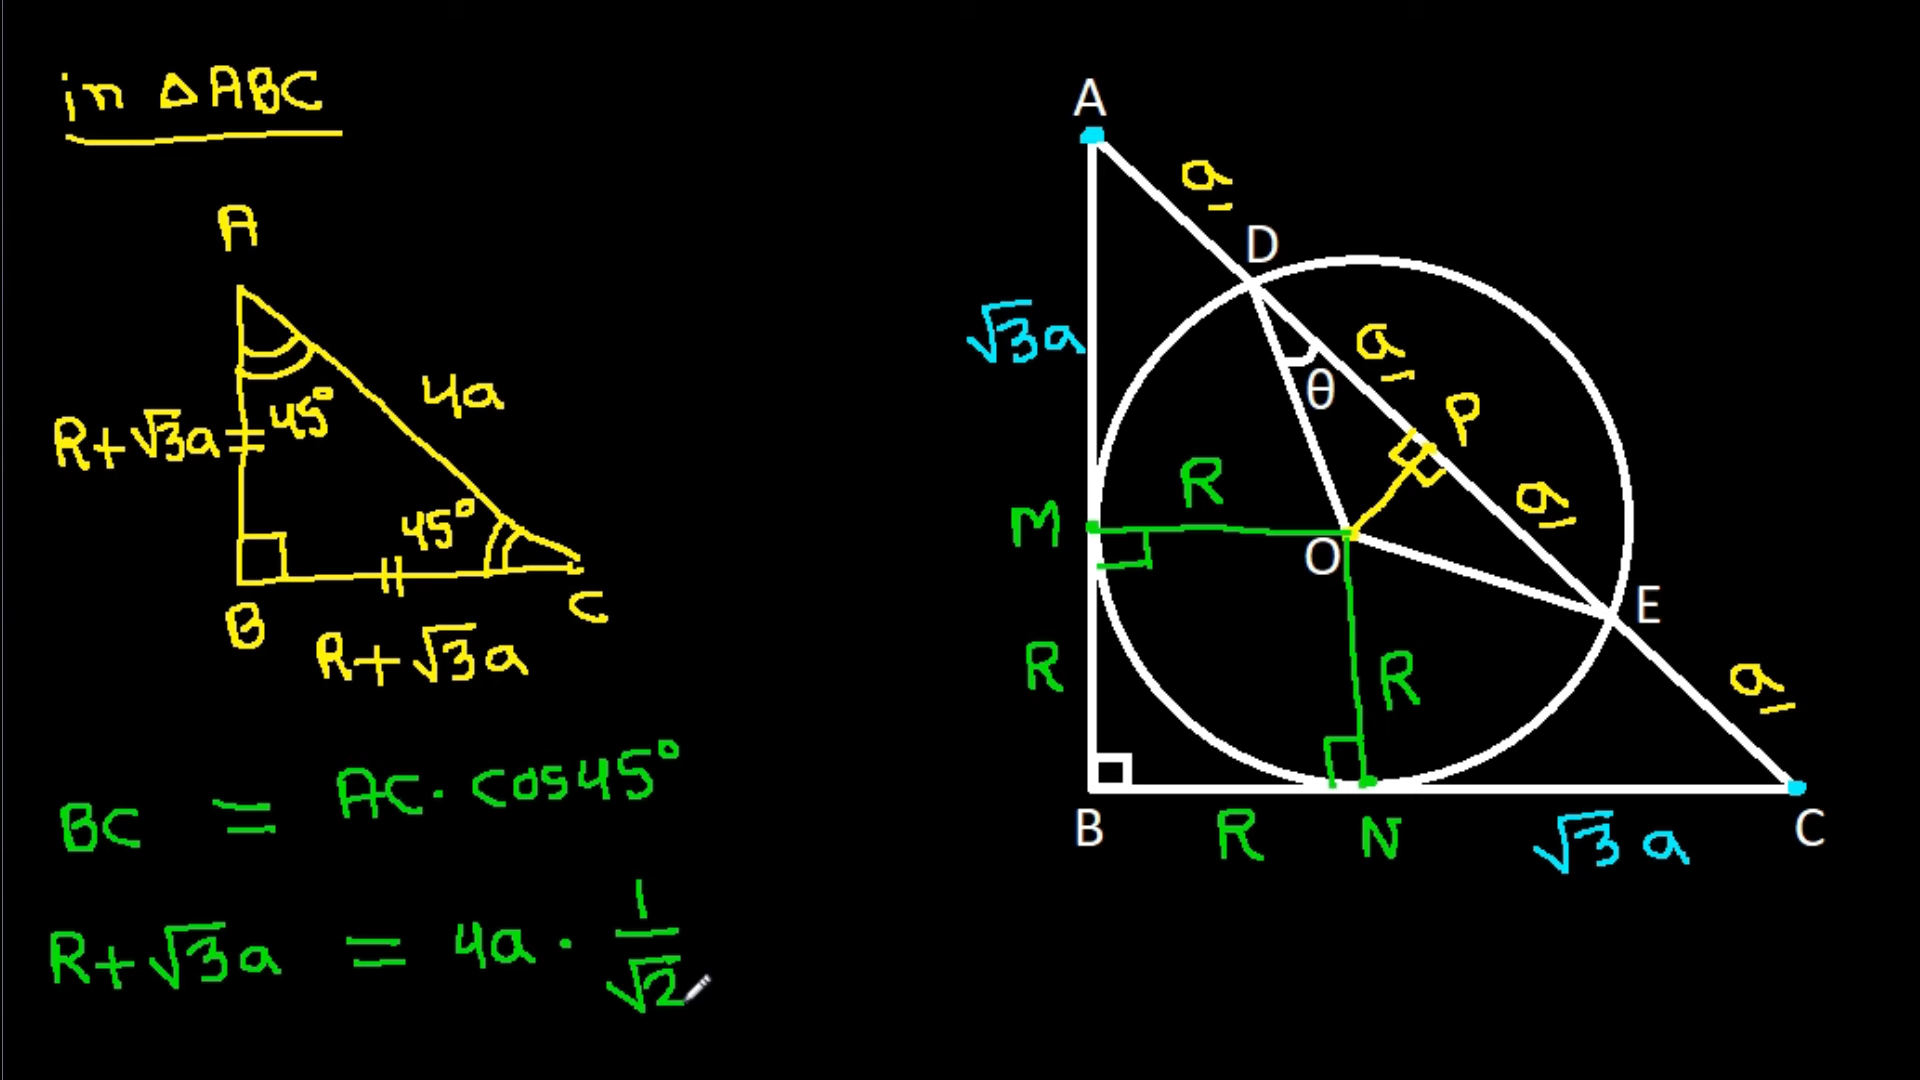 in ΔABC
A
R+√3a
45°
4a
45°
B
C
R+√3a
BC = AC · cos45°
R+√3a = 4a · 1/√2
A
a
D
√3a
a
θ
P
R
M
a
O
E
R
R
a
B
R
N
√3 a
C